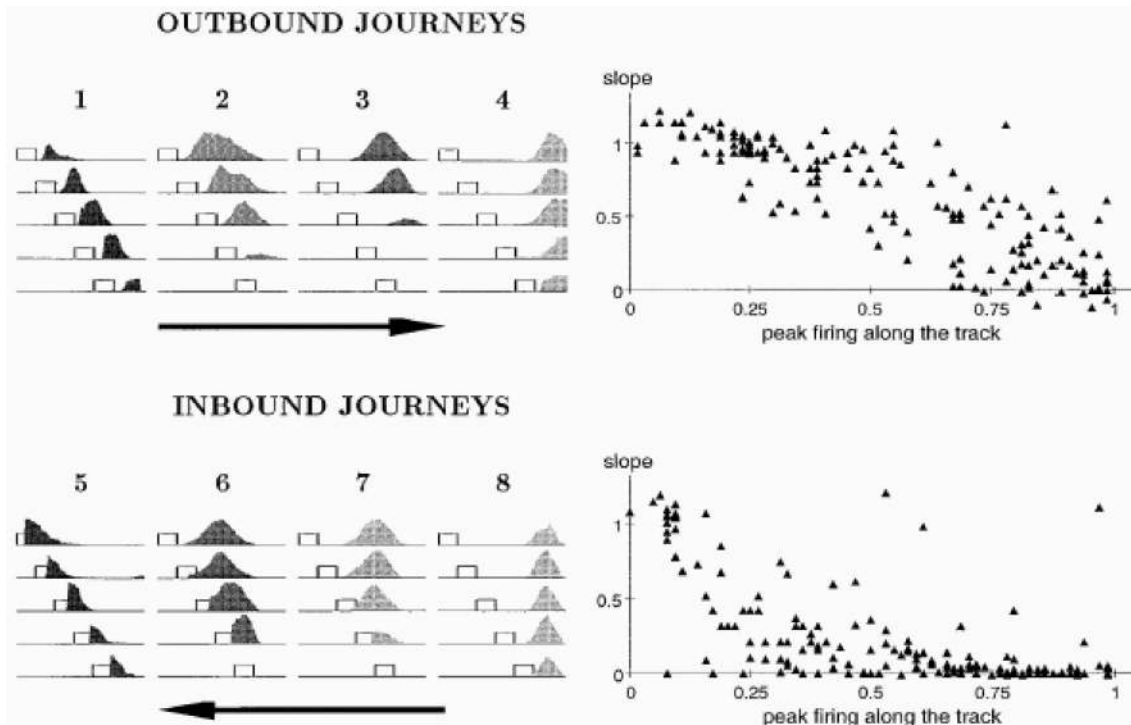 OUTBOUND JOURNEYS
1 2 3 4
slope
1
0.5
0
0 0.25 0.5 0.75 1
peak firing along the track
INBOUND JOURNEYS
5 6 7 8
slope
1
0.5
0
0 0.25 0.5 0.75 1
peak firing along the track